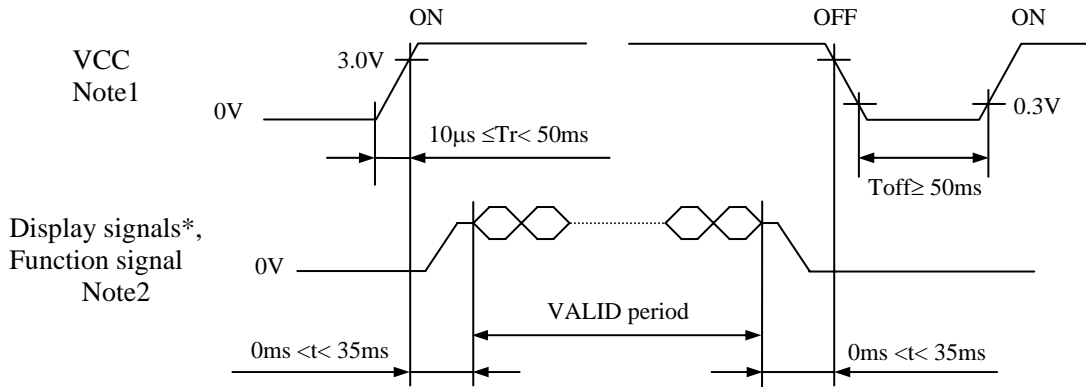 ON
OFF
ON
VCC
Note1
3.0V
0V
0.3V
10μs ≤Tr< 50ms
Toff≥ 50ms
Display signals*,
Function signal
Note2
0V
VALID period
0ms <t< 35ms
0ms <t< 35ms